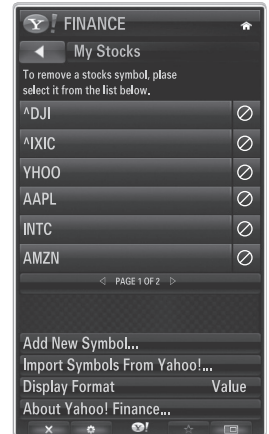 Y! FINANCE
My Stocks
To remove a stocks symbol, plase
select it from the list below.
^DJI
^IXIC
YHOO
AAPL
INTC
AMZN
PAGE 1 OF 2
Add New Symbol...
Import Symbols From Yahoo!...
Display Format Value
About Yahoo! Finance...
Y!